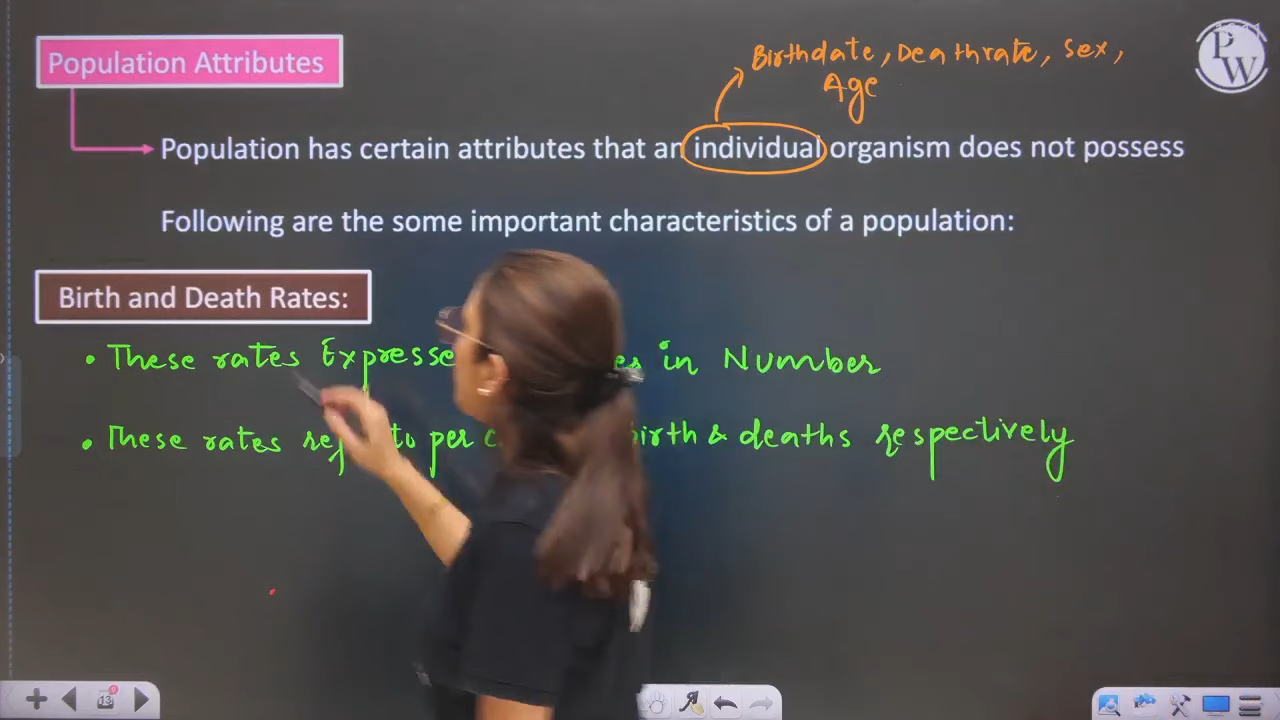 Population Attributes
Birthdate, Deathrate, Sex,
Age
PW
Population has certain attributes that an individual organism does not possess
Following are the some important characteristics of a population:
Birth and Death Rates:
• These rates Expresse in Number
• These rates to per birth & deaths respectively
13